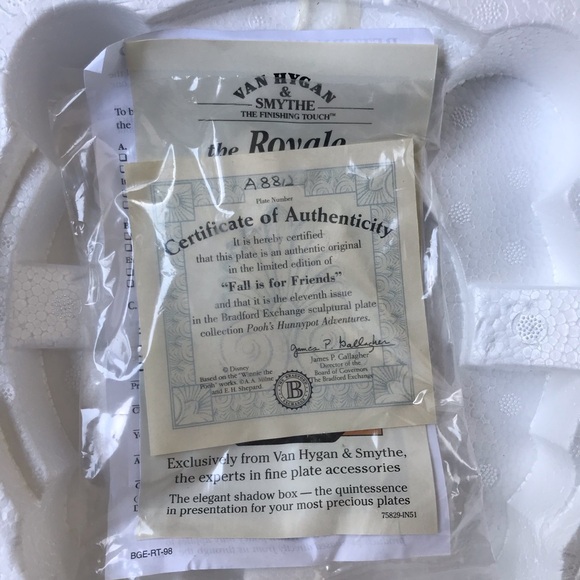 VAN HYGAN
&
SMYTHE
THE FINISHING TOUCH™
the Royale
A881
Plate Number
Certificate of Authenticity
It is hereby certified
that this plate is an authentic original
in the limited edition of
"Fall is for Friends"
and that it is the eleventh issue
in the Bradford Exchange sculptural plate
collection Pooh's Hunnypot Adventures.
James P. Gallagher
© Disney
Based on the "Winnie the
Pooh" works. © A. A. Milne
and E. H. Shepard
B
James P. Gallagher
Director of the
Board of Governors
The Bradford Exchange
Exclusively from Van Hygan & Smythe,
the experts in fine plate accessories
The elegant shadow box — the quintessence
in presentation for your most precious plates
75829-IN51
BGE-RT-98